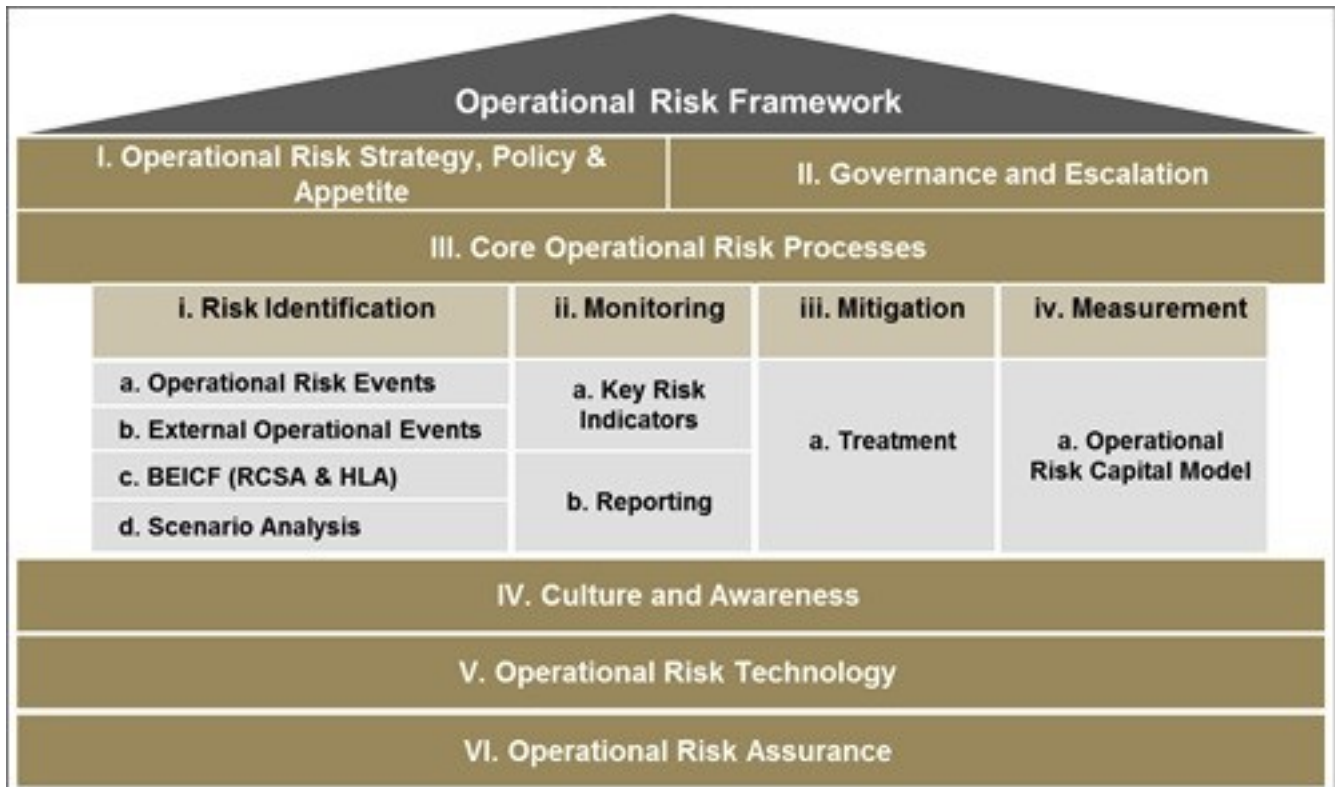 Operational Risk Framework
I. Operational Risk Strategy, Policy &
Appetite
II. Governance and Escalation
III. Core Operational Risk Processes
i. Risk Identification
ii. Monitoring
iii. Mitigation
iv. Measurement
a. Operational Risk Events
b. External Operational Events
c. BEICF (RCSA & HLA)
d. Scenario Analysis
a. Key Risk
Indicators
b. Reporting
a. Treatment
a. Operational
Risk Capital Model
IV. Culture and Awareness
V. Operational Risk Technology
VI. Operational Risk Assurance